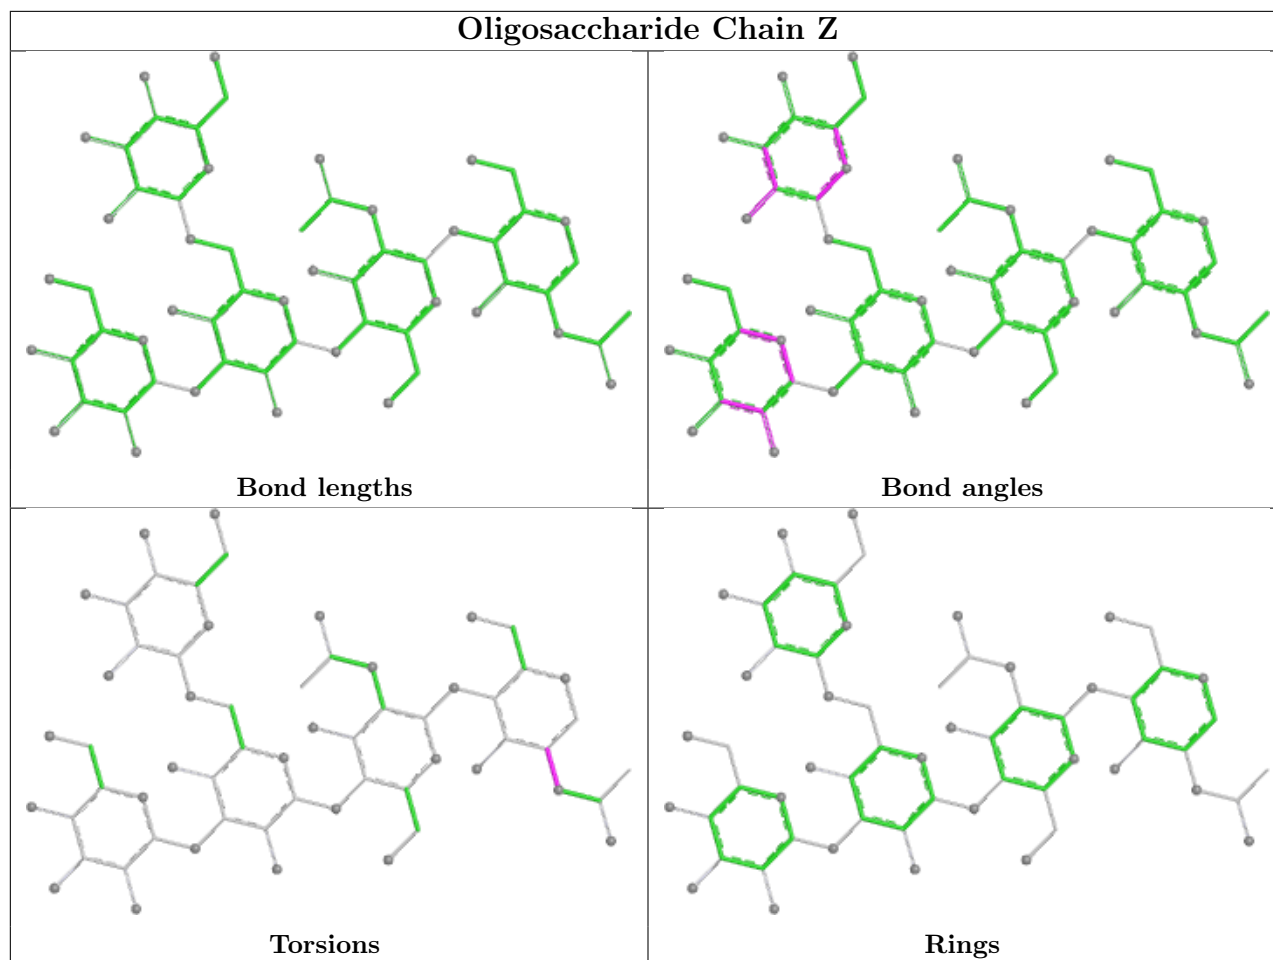 Oligosaccharide Chain Z
Bond lengths
Bond angles
Torsions
Rings